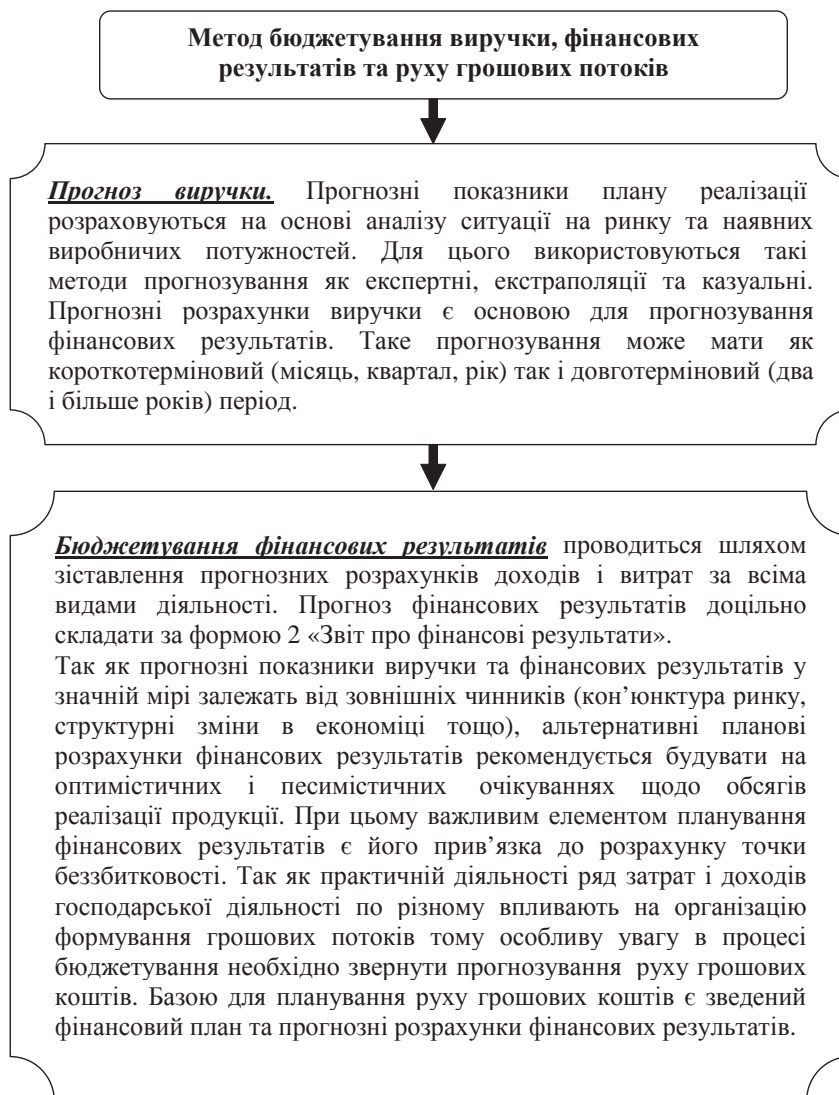 Метод бюджетування виручки, фінансових
результатів та руху грошових потоків
Прогноз виручки. Прогнозні показники плану реалізації
розраховуються на основі аналізу ситуації на ринку та наявних
виробничих потужностей. Для цього використовуються такі
методи прогнозування як експертні, екстраполяції та казуальні.
Прогнозні розрахунки виручки є основою для прогнозування
фінансових результатів. Таке прогнозування може мати як
короткотерміновий (місяць, квартал, рік) так і довготерміновий (два
і більше років) період.
Бюджетування фінансових результатів проводиться шляхом
зіставлення прогнозних розрахунків доходів і витрат за всіма
видами діяльності. Прогноз фінансових результатів доцільно
складати за формою 2 «Звіт про фінансові результати».
Так як прогнозні показники виручки та фінансових результатів у
значній мірі залежать від зовнішніх чинників (кон’юнктура ринку,
структурні зміни в економіці тощо), альтернативні планові
розрахунки фінансових результатів рекомендується будувати на
оптимістичних і песимістичних очікуваннях щодо обсягів
реалізації продукції. При цьому важливим елементом планування
фінансових результатів є його прив’язка до розрахунку точки
беззбитковості. Так як практичній діяльності ряд затрат і доходів
господарської діяльності по різному впливають на організацію
формування грошових потоків тому особливу увагу в процесі
бюджетування необхідно звернути прогнозування руху грошових
коштів. Базою для планування руху грошових коштів є зведений
фінансовий план та прогнозні розрахунки фінансових результатів.